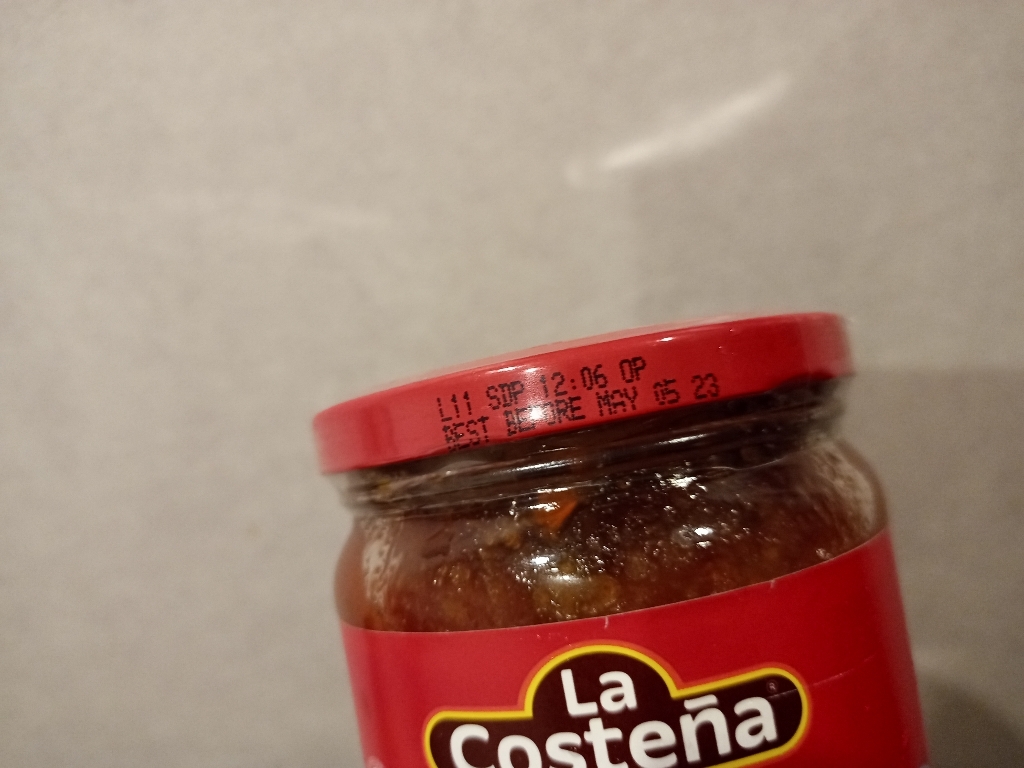 L11 SDP 12:06 OP
BEST BEFORE MAY 05 23
La
Costeña
®